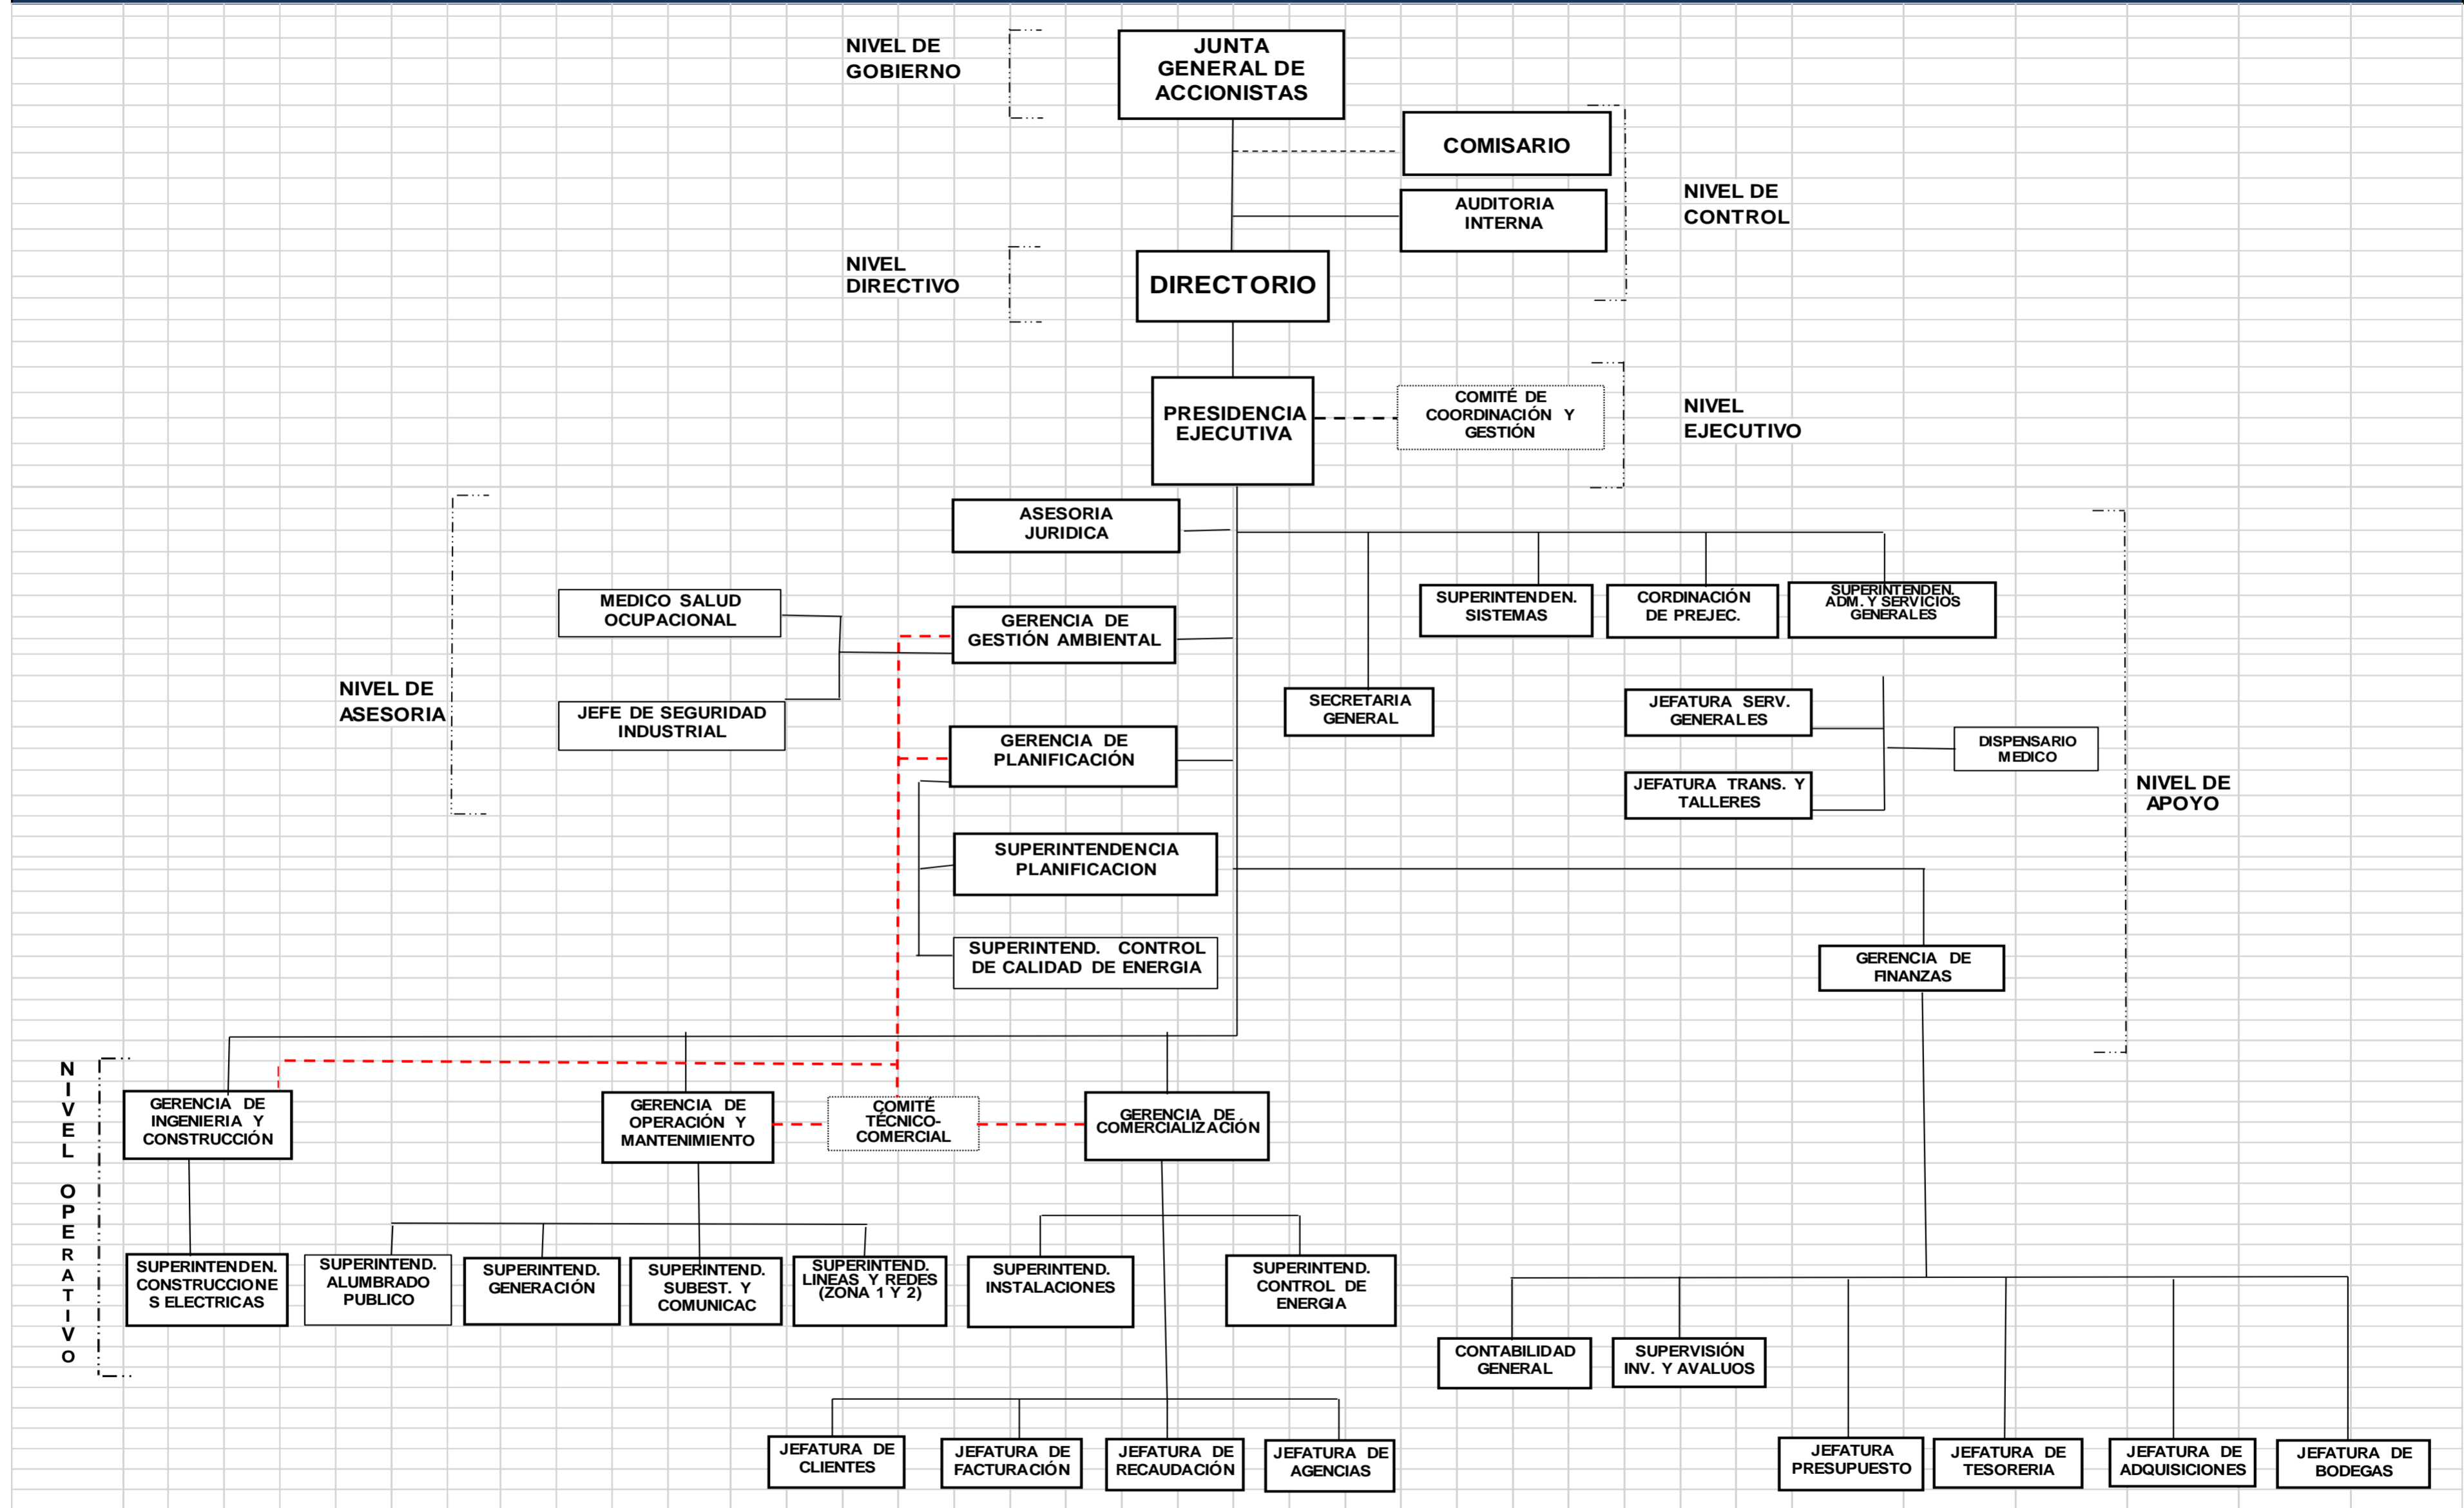 NIVEL DE
GOBIERNO
JUNTA
GENERAL DE
ACCIONISTAS
COMISARIO
AUDITORIA
INTERNA
NIVEL DE
CONTROL
NIVEL
DIRECTIVO
DIRECTORIO
PRESIDENCIA
EJECUTIVA
COMITÉ DE
COORDINACIÓN Y
GESTIÓN
NIVEL
EJECUTIVO
ASESORIA
JURIDICA
MEDICO SALUD
OCUPACIONAL
GERENCIA DE
GESTIÓN AMBIENTAL
SUPERINTENDEN.
SISTEMAS
CORDINACIÓN
DE PREJEC.
SUPERINTENDEN.
ADM. Y SERVICIOS
GENERALES
NIVEL DE
ASESORIA
JEFE DE SEGURIDAD
INDUSTRIAL
SECRETARIA
GENERAL
JEFATURA SERV.
GENERALES
GERENCIA DE
PLANIFICACIÓN
DISPENSARIO
MEDICO
JEFATURA TRANS. Y
TALLERES
NIVEL DE
APOYO
SUPERINTENDENCIA
PLANIFICACION
SUPERINTEND. CONTROL
DE CALIDAD DE ENERGIA
GERENCIA DE
FINANZAS
N
I
V
E
L
O
P
E
R
A
T
I
V
O
GERENCIA DE
INGENIERIA Y
CONSTRUCCIÓN
GERENCIA DE
OPERACIÓN Y
MANTENIMIENTO
COMITÉ
TÉCNICO-
COMERCIAL
GERENCIA DE
COMERCIALIZACIÓN
SUPERINTENDEN.
CONSTRUCCIONE
S ELECTRICAS
SUPERINTEND.
ALUMBRADO
PUBLICO
SUPERINTEND.
GENERACIÓN
SUPERINTEND.
SUBEST. Y
COMUNICAC
SUPERINTEND.
LINEAS Y REDES
(ZONA 1 Y 2)
SUPERINTEND.
INSTALACIONES
SUPERINTEND.
CONTROL DE
ENERGIA
CONTABILIDAD
GENERAL
SUPERVISIÓN
INV. Y AVALUOS
JEFATURA DE
CLIENTES
JEFATURA DE
FACTURACIÓN
JEFATURA DE
RECAUDACIÓN
JEFATURA DE
AGENCIAS
JEFATURA
PRESUPUESTO
JEFATURA DE
TESORERIA
JEFATURA DE
ADQUISICIONES
JEFATURA DE
BODEGAS